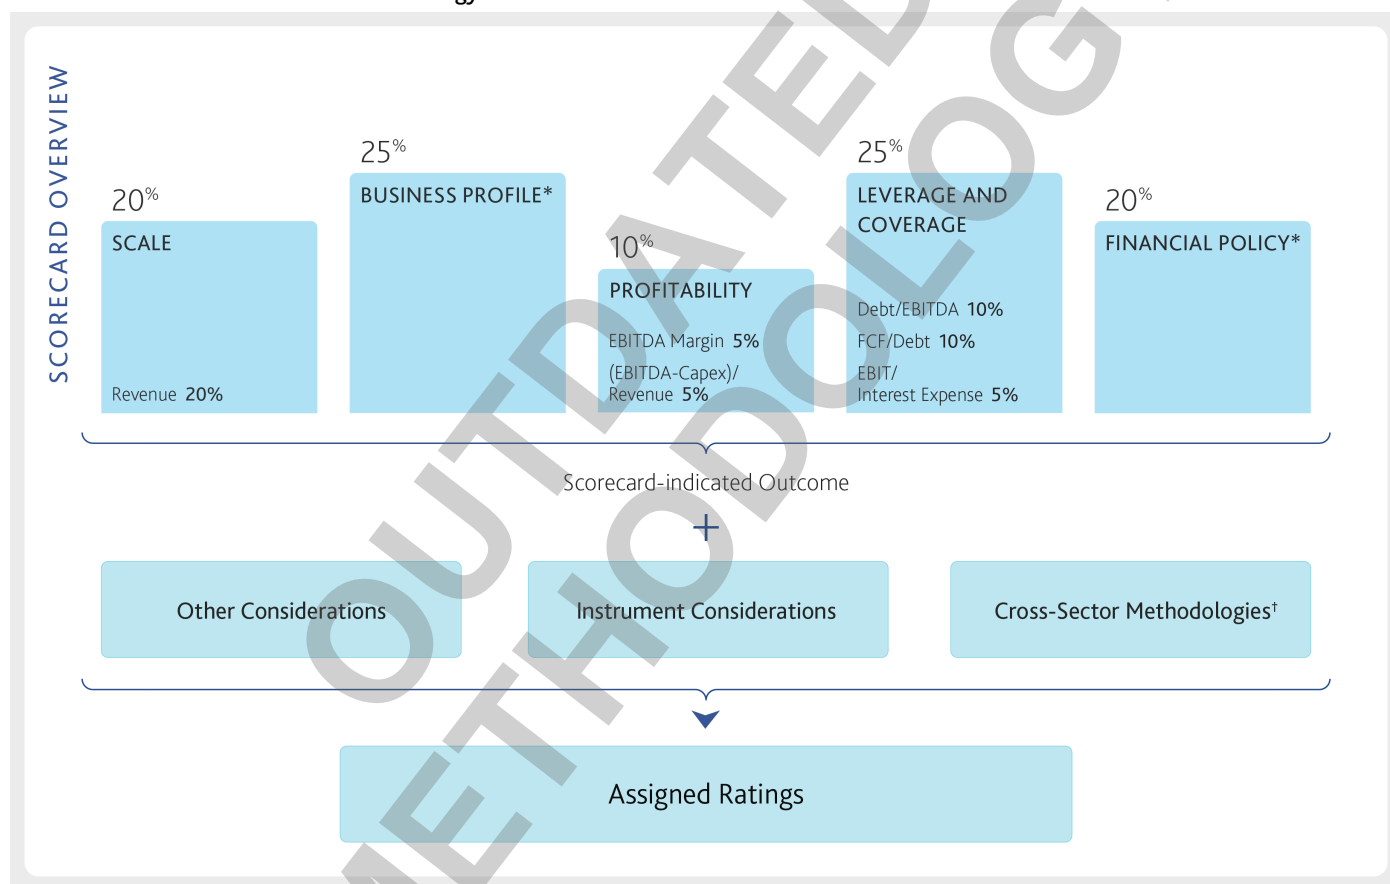 SCORECARD OVERVIEW
20%
SCALE
Revenue 20%
25%
BUSINESS PROFILE*
10%
PROFITABILITY
EBITDA Margin 5%
(EBITDA-Capex)/
Revenue 5%
25%
LEVERAGE AND
COVERAGE
Debt/EBITDA 10%
FCF/Debt 10%
EBIT/
Interest Expense 5%
20%
FINANCIAL POLICY*
Scorecard-indicated Outcome
+
Other Considerations
Instrument Considerations
Cross-Sector Methodologies†
Assigned Ratings
OUTDATED
METHODOLOG